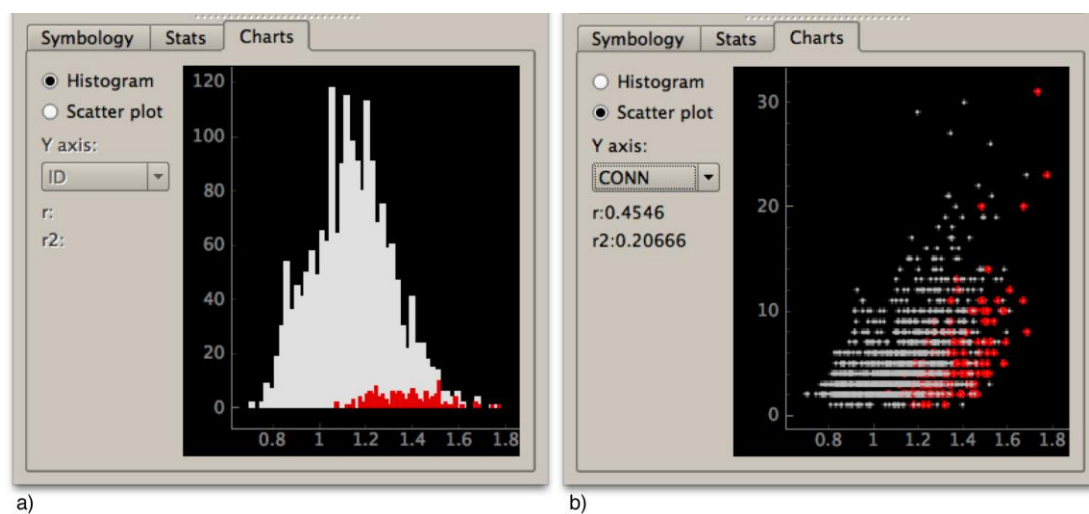 Symbology Stats Charts
Histogram
Scatter plot
Y axis:
ID
r:
r2:
120
100
80
60
40
20
0
0.8 1 1.2 1.4 1.6 1.8
a)
Symbology Stats Charts
Histogram
Scatter plot
Y axis:
CONN
r:0.4546
r2:0.20666
30
20
10
0
0.8 1 1.2 1.4 1.6 1.8
b)